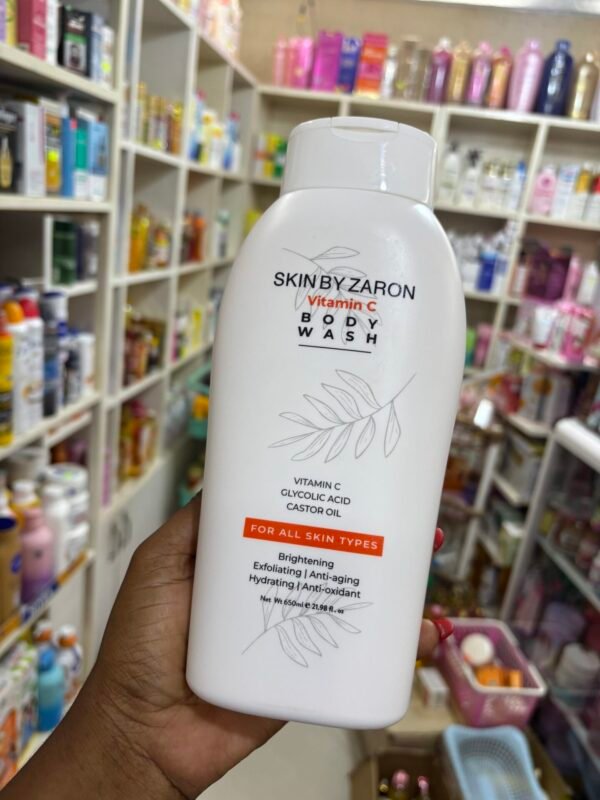 SKIN BY ZARON
Vitamin C
BODY
WASH
VITAMIN C
GLYCOLIC ACID
CASTOR OIL
FOR ALL SKIN TYPES
Brightening
Exfoliating | Anti-aging
Hydrating | Anti-oxidant
Net Wt 650ml ℮ 21.98 fl. oz